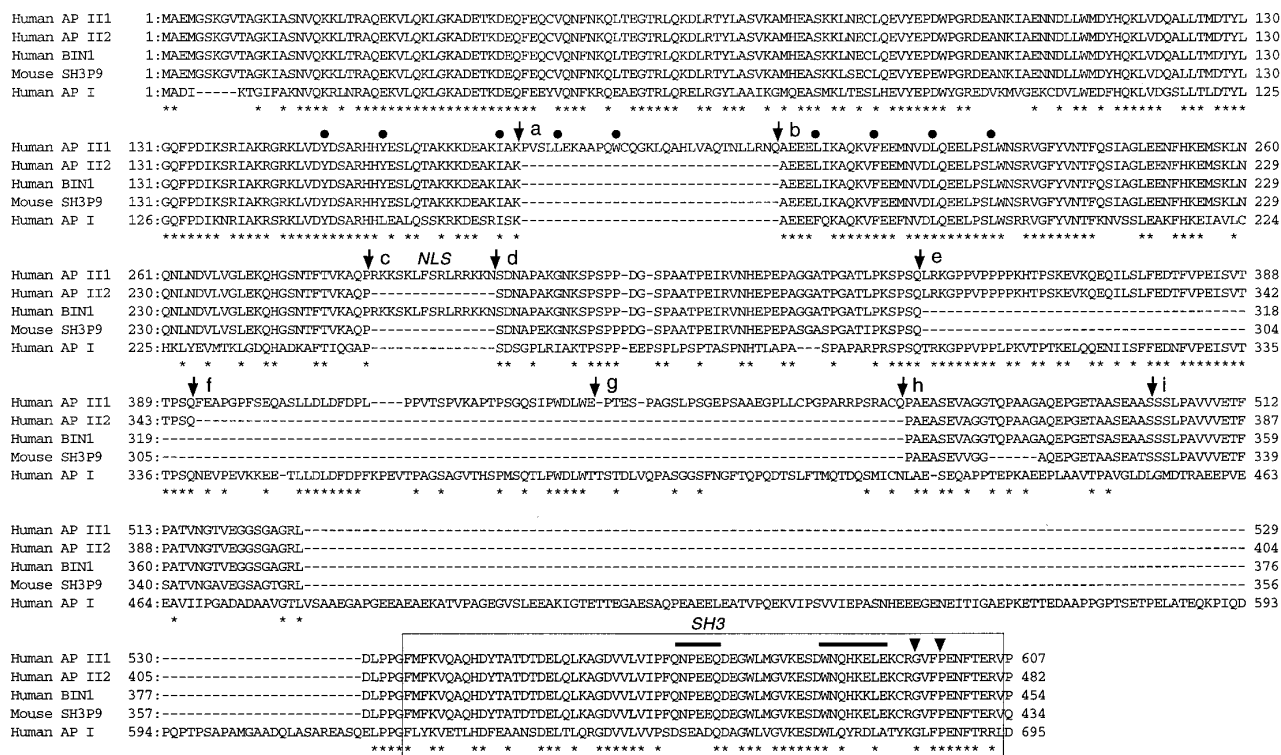 Human AP II1 1:MAEMGSKGVTAGKIASNVQKKLTRAQEKVLQKLGKADETKDEQFEQCVQNFNKQLTEGTRLQKDLRTYLASVKAMHEASKKLNECLQEVYEPDWPGRDEANKIAENNDLLWMDYHQKLVDQALLTMDTYL 130
Human AP II2 1:MAEMGSKGVTAGKIASNVQKKLTRAQEKVLQKLGKADETKDEQFEQCVQNFNKQLTEGTRLQKDLRTYLASVKAMHEASKKLNECLQEVYEPDWPGRDEANKIAENNDLLWMDYHQKLVDQALLTMDTYL 130
Human BIN1 1:MAEMGSKGVTAGKIASNVQKKLTRAQEKVLQKLGKADETKDEQFEQCVQNFNKQLTEGTRLQKDLRTYLASVKAMHEASKKLNECLQEVYEPDWPGRDEANKIAENNDLLWMDYHQKLVDQALLTMDTYL 130
Mouse SH3P9 1:MAEMGSKGVTAGKIASNVQKKLTRAQEKVLQKLGKADETKDEQFEQCVQNFNKQLTEGTRLQKDLRTYLASVKAMHEASKKLSECLQEVYEPEWPGRDEANKIAENNDLLWMDYHQKLVDQALLTMDTYL 130
Human AP I 1:MADI-----KTGIFAKNVQKRLNRAQEKVLQKLGKADETKDEQFEEYVQNFKRQEAEGTRLQRELRGYLAAIKGMQEASMKLTESLHEVYEPDWYGREDVKMVGEKCDVLWEDFHQKLVDGSLLTMDTYL 125
a b
Human AP II1 131:GQFPDIKSRIAKRGRKLVDYDSARHHYESLQTAKKKDEAKIAKPVSLLEKAAPQWCQGKLQAHLVAQTNLLRNQAEEELIKAQKVFEEMNVDLQEELPSLWNSRVGFYVNTFQSIAGLEENFHKEMSKLN 260
Human AP II2 131:GQFPDIKSRIAKRGRKLVDYDSARHHYESLQTAKKKDEAKIAK-------------------------------AEEELIKAQKVFEEMNVDLQEELPSLWNSRVGFYVNTFQSIAGLEENFHKEMSKLN 229
Human BIN1 131:GQFPDIKSRIAKRGRKLVDYDSARHHYESLQTAKKKDEAKIAK-------------------------------AEEELIKAQKVFEEMNVDLQEELPSLWNSRVGFYVNTFQSIAGLEENFHKEMSKLN 229
Mouse SH3P9 131:GQFPDIKSRIAKRGRKLVDYDSARHHYESLQTAKKKDEAKIAK-------------------------------AEEELIKAQKVFEEMNVDLQEELPSLWNSRVGFYVNTFQSIAGLEENFHKEMSKLN 229
Human AP I 126:GQFPDIKNRIAKRSRKLVDYDSARHHLEALQSSKRKDESRISK-------------------------------AEEEFQKAQKVFEEFNVDLQEELPSLWSRRVGFYVNTFKNVSSLEAKFHKEIAVLC 224
c NLS d e
Human AP II1 261:QNLNDVLVGLEKQHGSNTFTVKAQPRKKSKLFSRLRRKKNSDNAPAKGNKSPSPP-DG-SPAATPEIRVNHEPEPAGGATPGATLPKSPSQLRKGPPVPPPPKHTPSKEVKQEQILSLFEDTFVPEISVT 388
Human AP II2 230:QNLNDVLVGLEKQHGSNTFTVKAQP---------------SDNAPAKGNKSPSPP-DG-SPAATPEIRVNHEPEPAGGATPGATLPKSPSQLRKGPPVPPPPKHTPSKEVKQEQILSLFEDTFVPEISVT 342
Human BIN1 230:QNLNDVLVGLEKQHGSNTFTVKAQPRKKSKLFSRLRRKKNSDNAPAKGNKSPSPP-DG-SPAATPEIRVNHEPEPAGGATPGATLPKSPSQ--------------------------------------- 318
Mouse SH3P9 230:QNLNDVLVSLEKQHGSNTFTVKAQP---------------SDNAPEKGNKSPSPPPDG-SPAATPEIRVNHEPEPASGASPGATIPKSPSQ--------------------------------------- 304
Human AP I 225:HKLYEVMTKLGDQHADKAFTIQGAP---------------SDSGPLRIAKTPSPP-EEPSPLPSPTASPNHTLAPA---SPAPARPRSPSQTRKGPPVPPLPKVTPTKELQQENIISFFEDNFVPEISVT 335
f g h i
Human AP II1 389:TPSQFEAPGPFSEQASLLDLDFDPL--PPVTSPVKAPTPSGQSIPWDLWE-PTES-PAGSLPSGEPSAAEGPLLCPGPARRPSRACQPAEASEVAGGTQPAAGAQEPGETAASEAASSSLPAVVVETF 512
Human AP II2 343:TPSQ-----------------------------------------------------------------------------------PAEASEVAGGTQPAAGAQEPGETAASEAASSSLPAVVVETF 387
Human BIN1 319:---------------------------------------------------------------------------------------PAEASEVAGGTQPAAGAQEPGETSASEAASSSLPAVVVETF 359
Mouse SH3P9 305:---------------------------------------------------------------------------------------PAEASEVVGG-----AQEPGETAASEATSSSLPAVVVETF 339
Human AP I 336:TPSQNEVPEVKKEE-TLLDLDFDPFKPEVTPAGSAGVTHSPMSQTLPWDLWTTSTDLVQPASGGSFNGFTQPQDTSLFTMQTDQSMICNLAE-SEQAPPTEPKAEEPLAAVTPAVGLDLGMDTRAEEPVE 463
Human AP II1 513:PATVNGTVEGGSGAGRL----------------------------------------------------------------------------------------------------------------- 529
Human AP II2 388:PATVNGTVEGGSGAGRL----------------------------------------------------------------------------------------------------------------- 404
Human BIN1 360:PATVNGTVEGGSGAGRL----------------------------------------------------------------------------------------------------------------- 376
Mouse SH3P9 340:SATVNGAVEGSAGTGRL----------------------------------------------------------------------------------------------------------------- 356
Human AP I 464:EAVIIPGADADAAVGTLVSAAEGAPGEEAEAEKATVPAGEGVSLEEAKIGTETTEGAESAQPEAEELEATVPQEKVIPSVVIEPASNHEEEGENEITIGAEPKETTEDAAPPGPTSETPELATEQKPIQD 593
SH3
Human AP II1 530:------------------------DLPPGFMFKVQAQHDYTATDTDELQLKAGDVVLVIPFQNPEEQDEGWLMGVKESDWNQHKELEKCRGVFPENFTERVP 607
Human AP II2 405:------------------------DLPPGFMFKVQAQHDYTATDTDELQLKAGDVVLVIPFQNPEEQDEGWLMGVKESDWNQHKKLEKCRGVFPENFTERVP 482
Human BIN1 377:------------------------DLPPGFMFKVQAQHDYTATDTDELQLKAGDVVLVIPFQNPEEQDEGWLMGVKESDWNQHKKLEKCRGVFPENFTERVP 454
Mouse SH3P9 357:------------------------DLPPGFMFKVQAQHDYTATDTDELQLKAGDVVLVIPFQNPEEQDEGWLMGVKESDWNQHKELEKCRGVFPENFTERVQ 434
Human AP I 594:PQPTPSAPAMGAADQLASAREASQELPPGFLYKVETLHDFEAANSDELTLQRGDVVLVVPSDSEADQDAGWLVGVKESDWLQYRDLATYKGLFPENFTRRLD 695